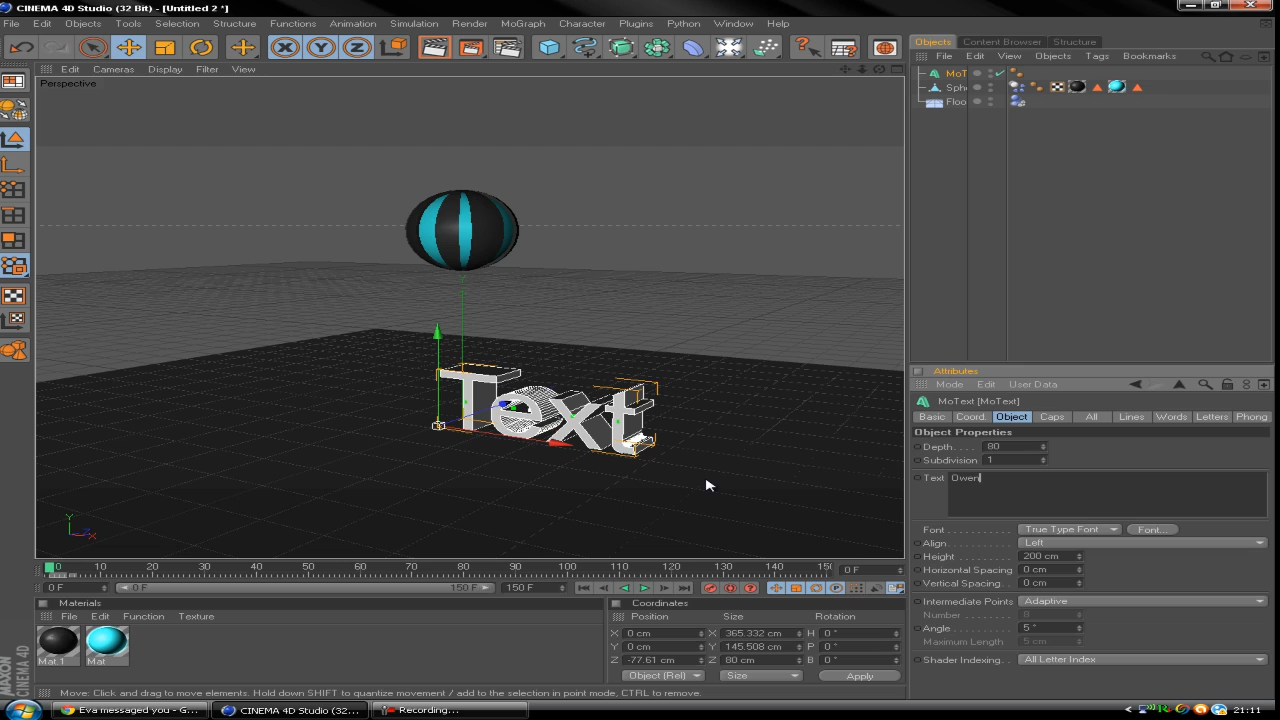 CINEMA 4D Studio (32 Bit) - [Untitled 2 *]
File Edit Objects Tools Selection Structure Functions Animation Simulation Render MoGraph Character Plugins Python Window Help
Edit Cameras Display Filter View
Perspective
Text
Y
Z
X
0 10 20 30 40 50 60 70 80 90 100 110 120 130 140 15
0 F
0 F
0 F
150 F
150 F
Materials
File Edit Function Texture
Mat.1
Mat
Coordinates
Position Size Rotation
X 0 cm X 365.332 cm H 0 °
Y 0 cm Y 145.508 cm P 0 °
Z -77.61 cm Z 80 cm B 0 °
Object (Rel) Size Apply
Move: Click and drag to move elements. Hold down SHIFT to quantize movement / add to the selection in point mode, CTRL to remove.
MAXON
CINEMA 4D
Objects Content Browser Structure
File Edit View Objects Tags Bookmarks
MoT
Sph
Floo
Attributes
Mode Edit User Data
MoText [MoText]
Basic Coord. Object Caps All Lines Words Letters Phong
Object Properties
Depth. . . . 80
Subdivision 1
Text Owen
Font . . . . . . . . . . . True Type Font Font...
Align. . . . . . . . . . . Left
Height . . . . . . . . . 200 cm
Horizontal Spacing 0 cm
Vertical Spacing. . 0 cm
Intermediate Points Adaptive
Number . . . . . . . . 8
Angle . . . . . . . . . . 5 °
Maximum Length 5 cm
Shader Indexing. . All Letter Index
Eva messaged you - G...
CINEMA 4D Studio (32...
Recording...
21:11